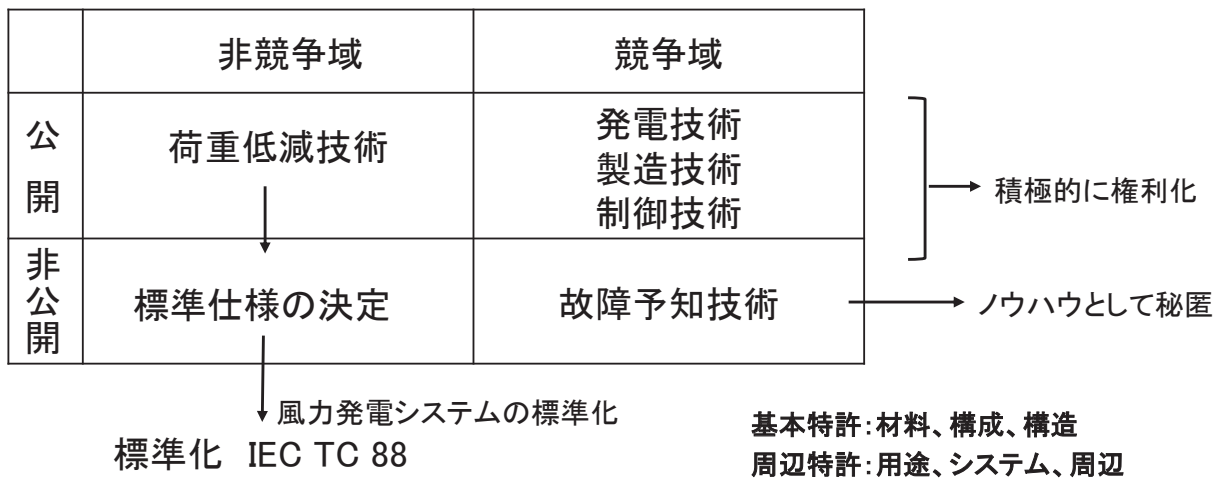 非競争域
競争域
公開
荷重低減技術
発電技術
製造技術
制御技術
積極的に権利化
非公開
標準仕様の決定
故障予知技術
ノウハウとして秘匿
風力発電システムの標準化
標準化 IEC TC 88
基本特許:材料、構成、構造
周辺特許:用途、システム、周辺